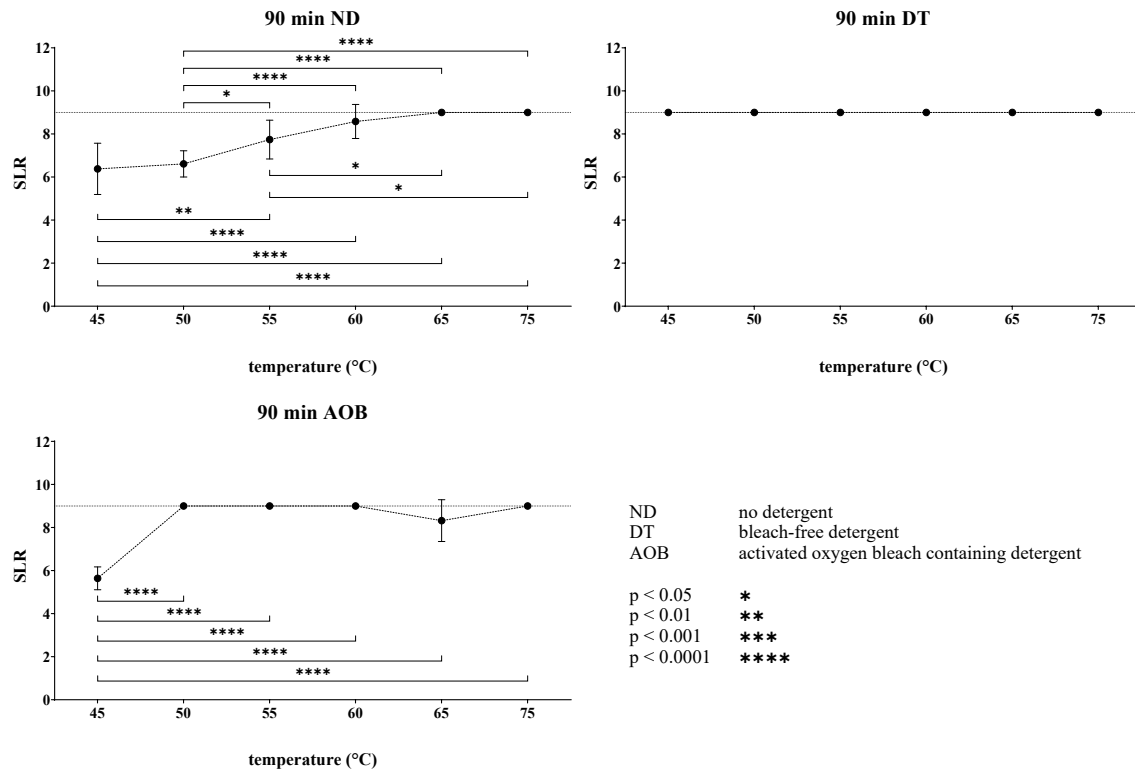 90 min ND
12
10
8
6
4
2
0
SLR
****
****
****
*
*
*
**
****
****
****
45 50 55 60 65 75
temperature (°C)
90 min DT
12
10
8
6
4
2
0
SLR
45 50 55 60 65 75
temperature (°C)
90 min AOB
12
10
8
6
4
2
0
SLR
****
****
****
****
****
45 50 55 60 65 75
temperature (°C)
ND no detergent
DT bleach-free detergent
AOB activated oxygen bleach containing detergent
p < 0.05 *
p < 0.01 **
p < 0.001 ***
p < 0.0001 ****